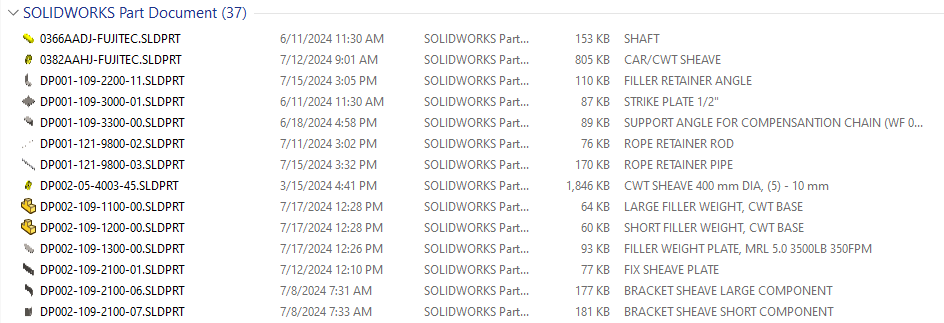 SOLIDWORKS Part Document (37)
0366AADJ-FUJITEC.SLDPRT 6/11/2024 11:30 AM SOLIDWORKS Part... 153 KB SHAFT
0382AAHJ-FUJITEC.SLDPRT 7/12/2024 9:01 AM SOLIDWORKS Part... 805 KB CAR/CWT SHEAVE
DP001-109-2200-11.SLDPRT 7/15/2024 3:05 PM SOLIDWORKS Part... 110 KB FILLER RETAINER ANGLE
DP001-109-3000-01.SLDPRT 6/11/2024 11:30 AM SOLIDWORKS Part... 87 KB STRIKE PLATE 1/2"
DP001-109-3300-00.SLDPRT 6/18/2024 4:58 PM SOLIDWORKS Part... 89 KB SUPPORT ANGLE FOR COMPENSANTION CHAIN (WF 0...
DP001-121-9800-02.SLDPRT 7/11/2024 3:02 PM SOLIDWORKS Part... 76 KB ROPE RETAINER ROD
DP001-121-9800-03.SLDPRT 7/15/2024 3:32 PM SOLIDWORKS Part... 170 KB ROPE RETAINER PIPE
DP002-05-4003-45.SLDPRT 3/15/2024 4:41 PM SOLIDWORKS Part... 1,846 KB CWT SHEAVE 400 mm DIA, (5) - 10 mm
DP002-109-1100-00.SLDPRT 7/17/2024 12:28 PM SOLIDWORKS Part... 64 KB LARGE FILLER WEIGHT, CWT BASE
DP002-109-1200-00.SLDPRT 7/17/2024 12:28 PM SOLIDWORKS Part... 60 KB SHORT FILLER WEIGHT, CWT BASE
DP002-109-1300-00.SLDPRT 7/17/2024 12:26 PM SOLIDWORKS Part... 93 KB FILLER WEIGHT PLATE, MRL 5.0 3500LB 350FPM
DP002-109-2100-01.SLDPRT 7/12/2024 12:10 PM SOLIDWORKS Part... 77 KB FIX SHEAVE PLATE
DP002-109-2100-06.SLDPRT 7/8/2024 7:31 AM SOLIDWORKS Part... 177 KB BRACKET SHEAVE LARGE COMPONENT
DP002-109-2100-07.SLDPRT 7/8/2024 7:33 AM SOLIDWORKS Part... 181 KB BRACKET SHEAVE SHORT COMPONENT